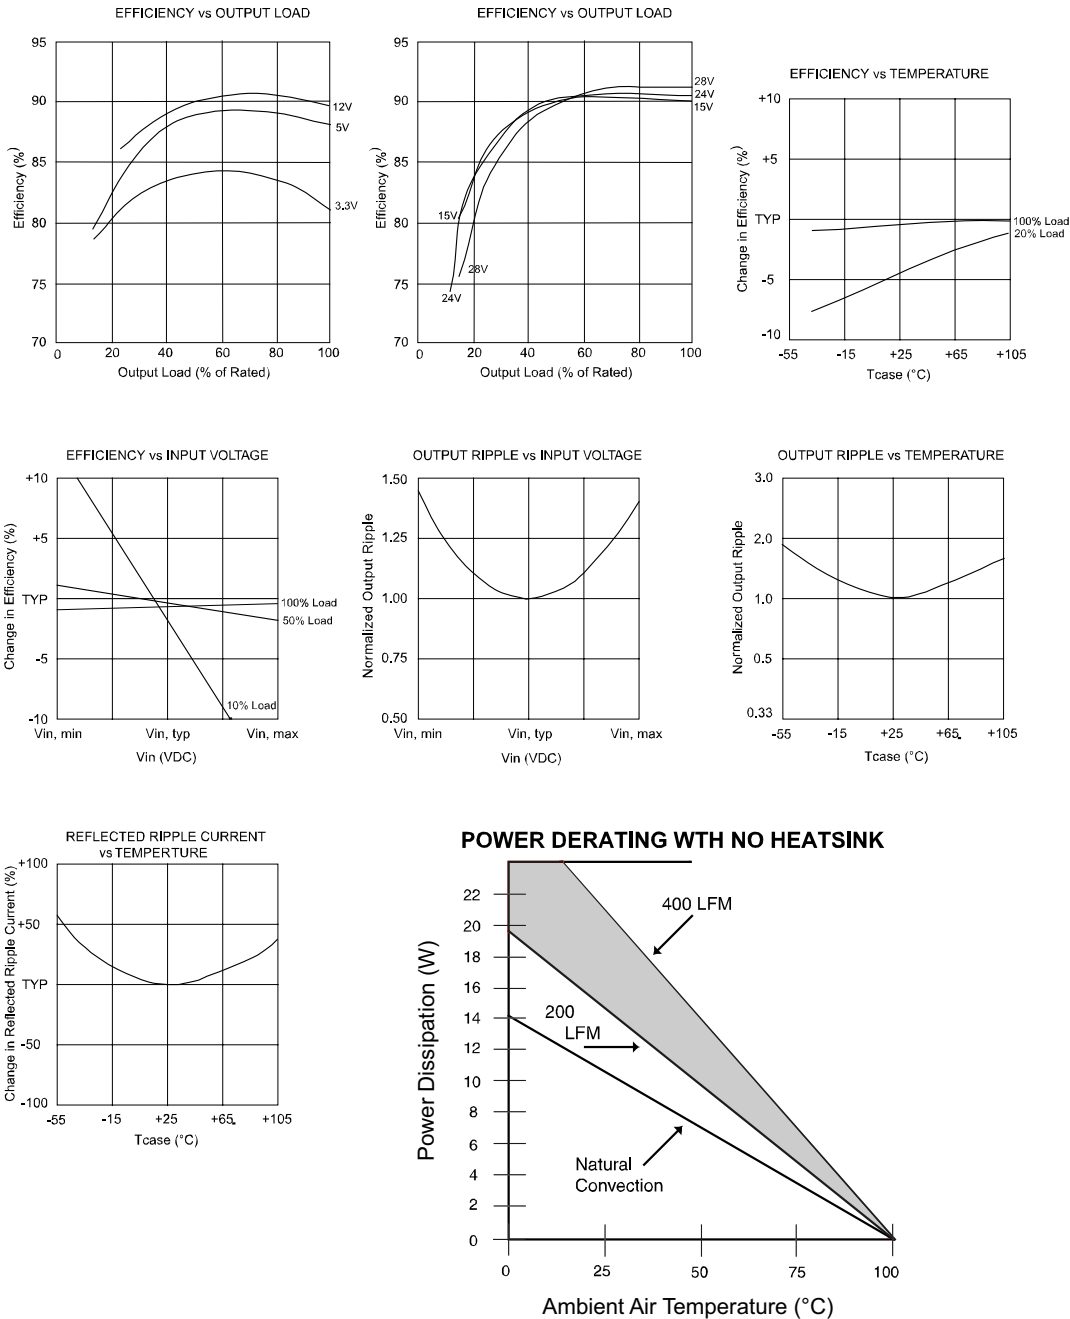 EFFICIENCY vs OUTPUT LOAD
95
90
85
80
75
70
Efficiency (%)
12V
5V
3.3V
0 20 40 60 80 100
Output Load (% of Rated)
EFFICIENCY vs OUTPUT LOAD
95
90
85
80
75
70
Efficiency (%)
28V
24V
15V
15V
28V
24V
0 20 40 60 80 100
Output Load (% of Rated)
EFFICIENCY vs TEMPERATURE
+10
+5
TYP
-5
-10
Change in Efficiency (%)
100% Load
20% Load
-55 -15 +25 +65 +105
Tcase (°C)
EFFICIENCY vs INPUT VOLTAGE
+10
+5
TYP
-5
-10
Change in Efficiency (%)
100% Load
50% Load
10% Load
Vin, min Vin, typ Vin, max
Vin (VDC)
OUTPUT RIPPLE vs INPUT VOLTAGE
1.50
1.25
1.00
0.75
0.50
Normalized Output Ripple
Vin, min Vin, typ Vin, max
Vin (VDC)
OUTPUT RIPPLE vs TEMPERATURE
3.0
2.0
1.0
0.5
0.33
Normalized Output Ripple
-55 -15 +25 +65 +105
Tcase (°C)
REFLECTED RIPPLE CURRENT
vs TEMPERTURE
+100
+50
TYP
-50
-100
Change in Reflected Ripple Current (%)
-55 -15 +25 +65 +105
Tcase (°C)
POWER DERATING WTH NO HEATSINK
22
20
18
16
14
12
10
8
6
4
2
0
Power Dissipation (W)
400 LFM
200
LFM
Natural
Convection
0 25 50 75 100
Ambient Air Temperature (°C)